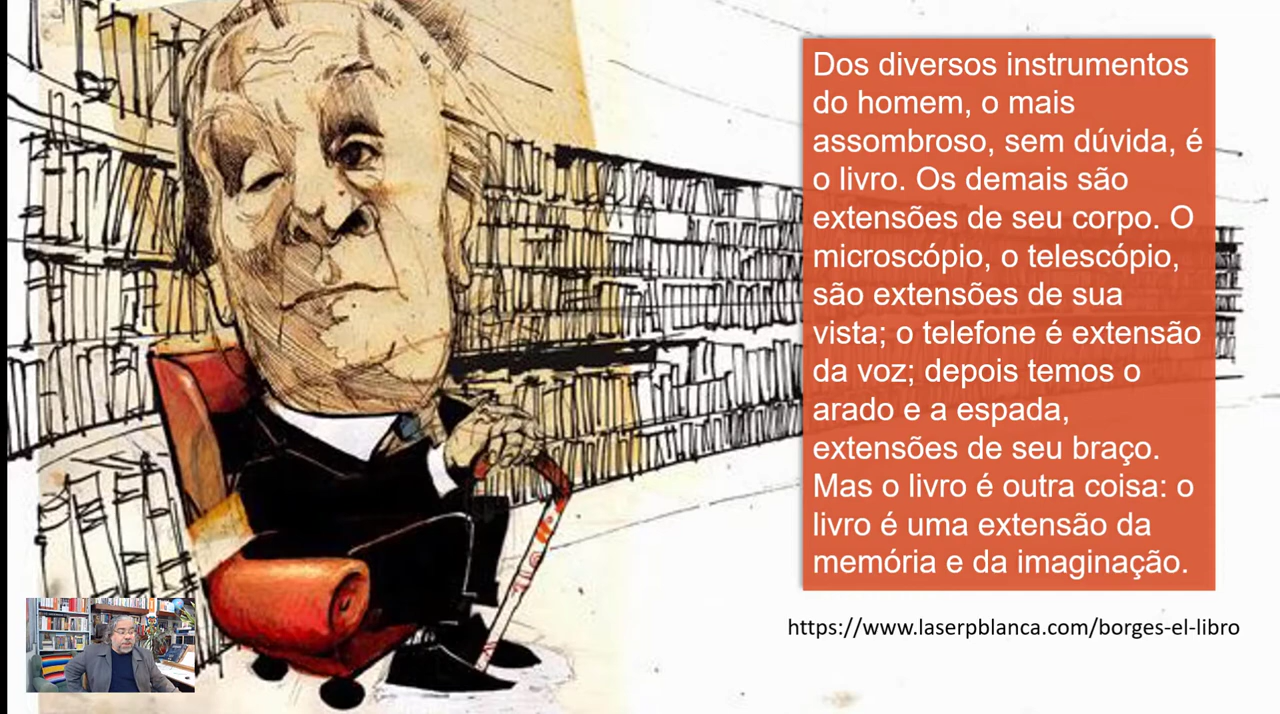 Dos diversos instrumentos
do homem, o mais
assombroso, sem dúvida, é
o livro. Os demais são
extensões de seu corpo. O
microscópio, o telescópio,
são extensões de sua
vista; o telefone é extensão
da voz; depois temos o
arado e a espada,
extensões de seu braço.
Mas o livro é outra coisa: o
livro é uma extensão da
memória e da imaginação.
https://www.laserpblanca.com/borges-el-libro